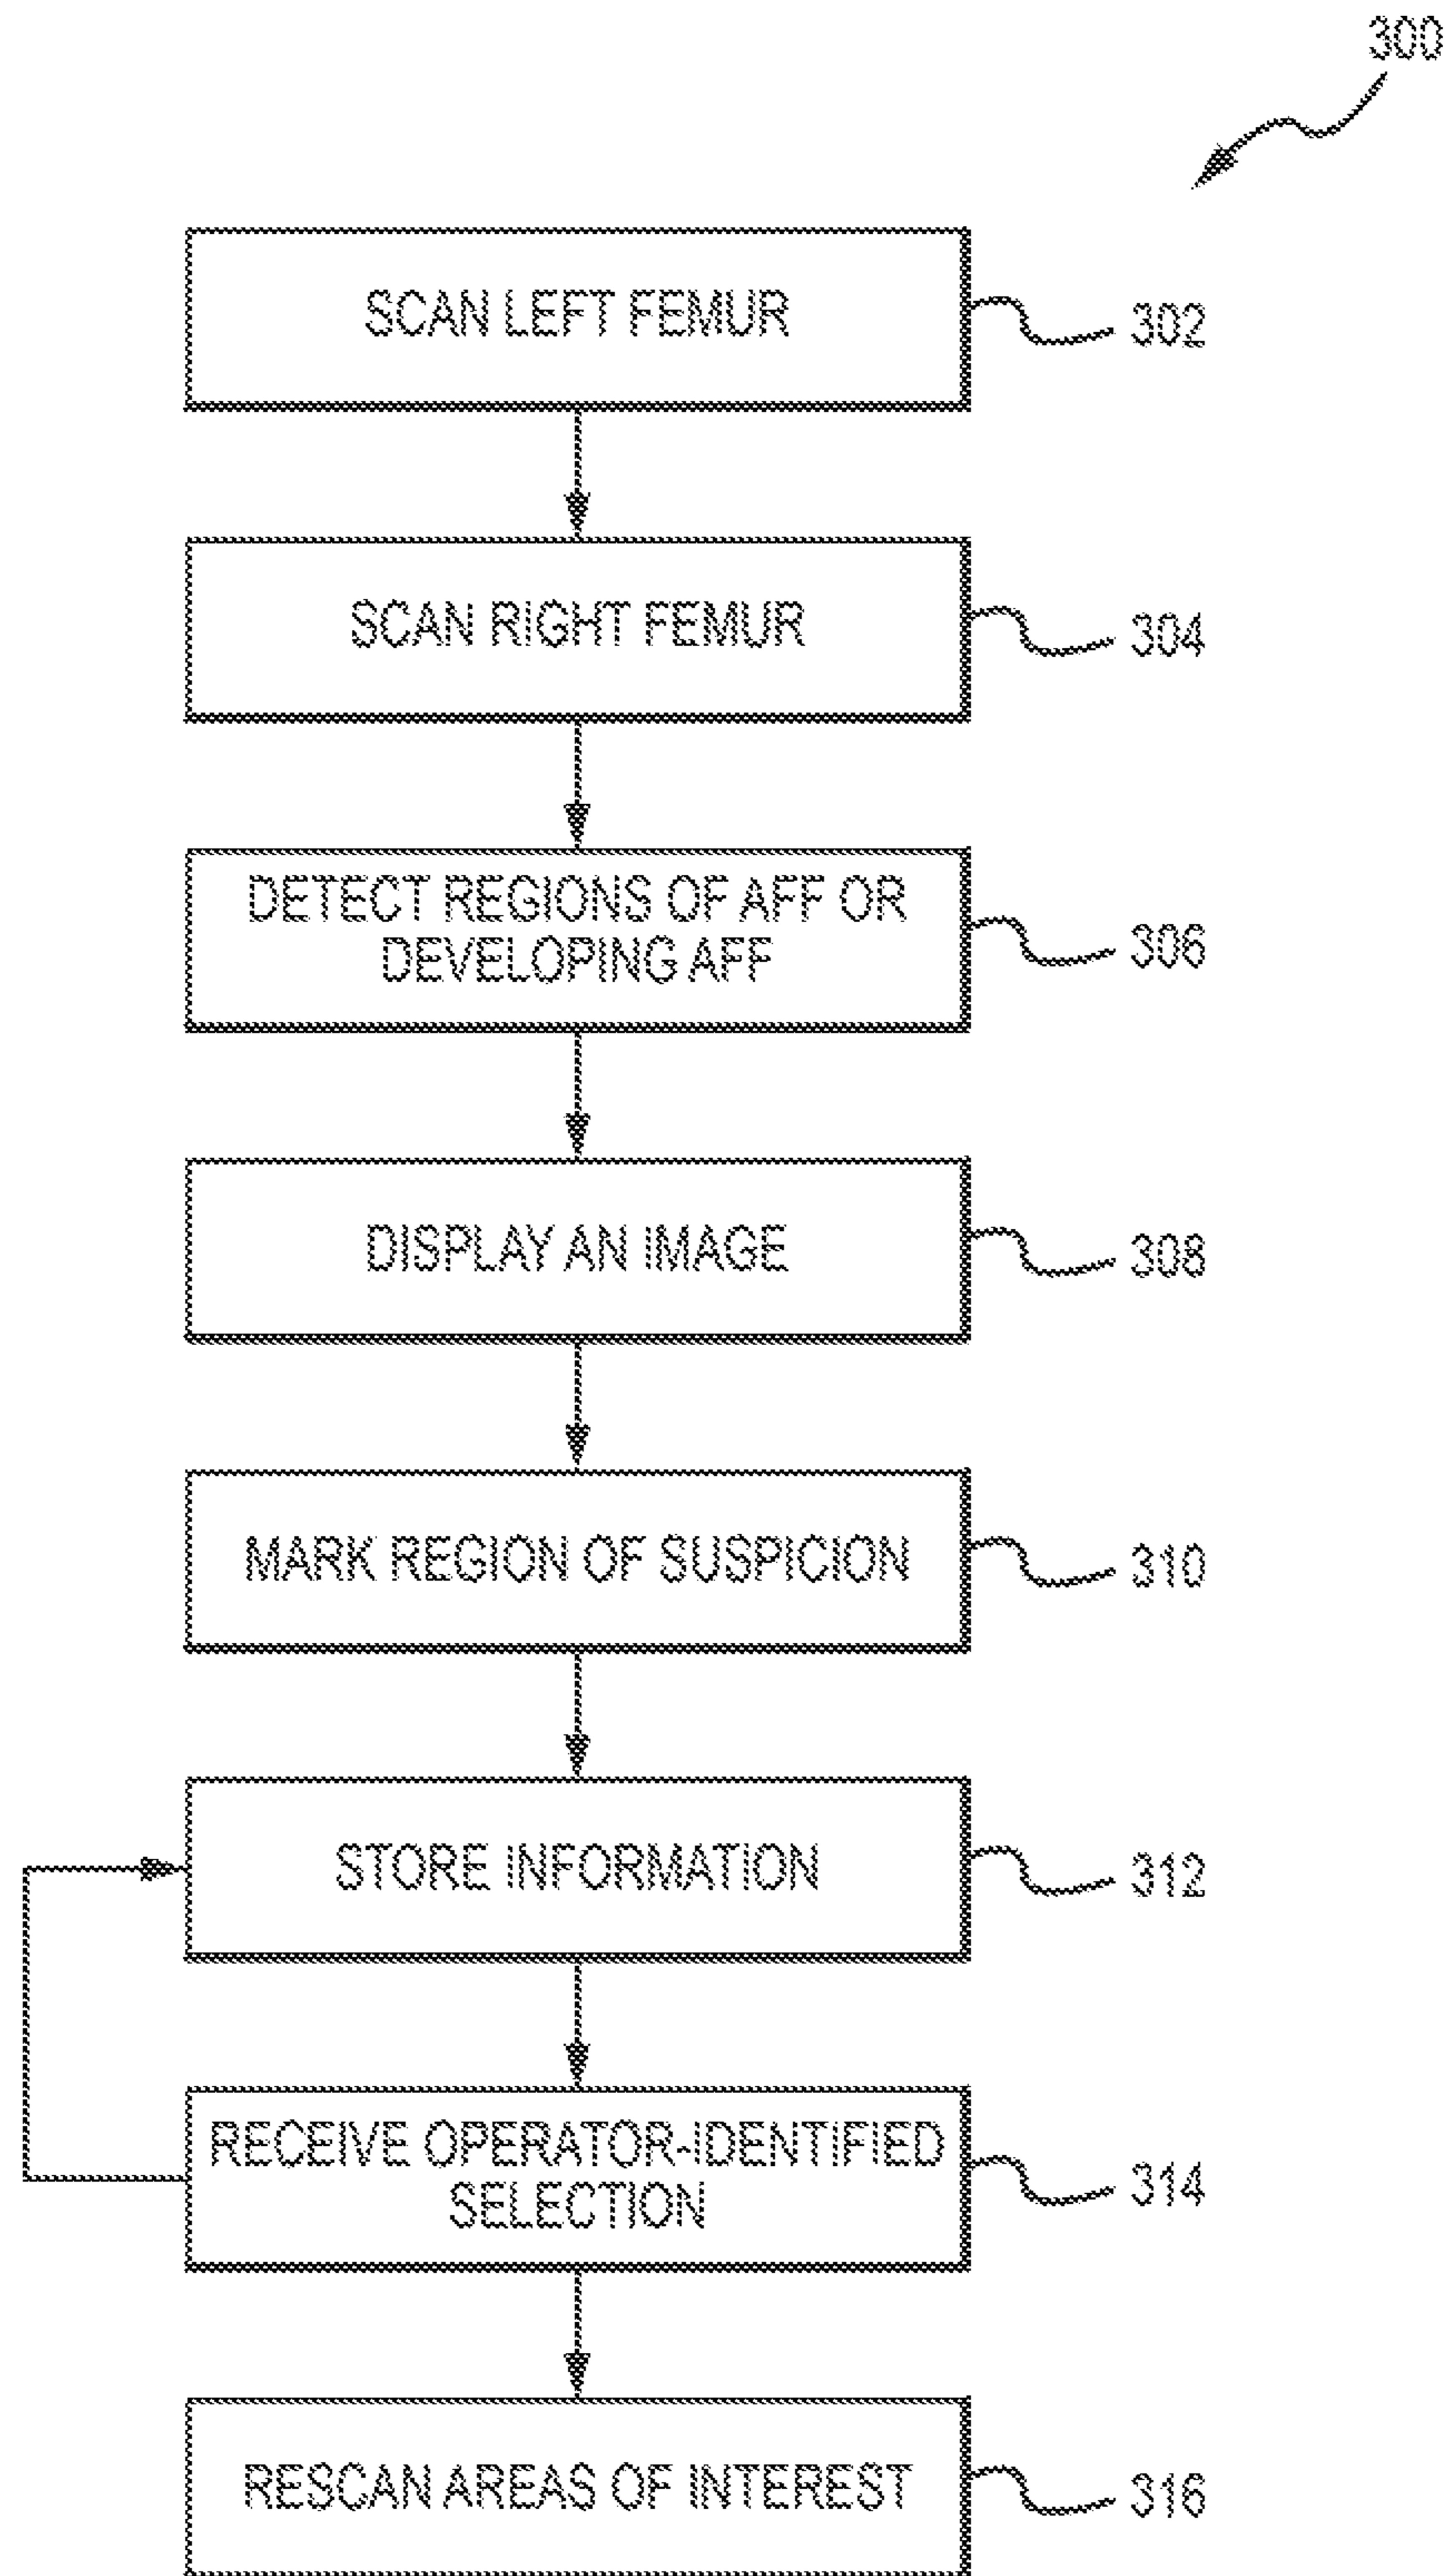 300
SCAN LEFT FEMUR
302
SCAN RIGHT FEMUR
304
DETECT REGIONS OF AFF OR
DEVELOPING AFF
306
DISPLAY AN IMAGE
308
MARK REGION OF SUSPICION
310
STORE INFORMATION
312
RECEIVE OPERATOR-IDENTIFIED
SELECTION
314
RESCAN AREAS OF INTEREST
316